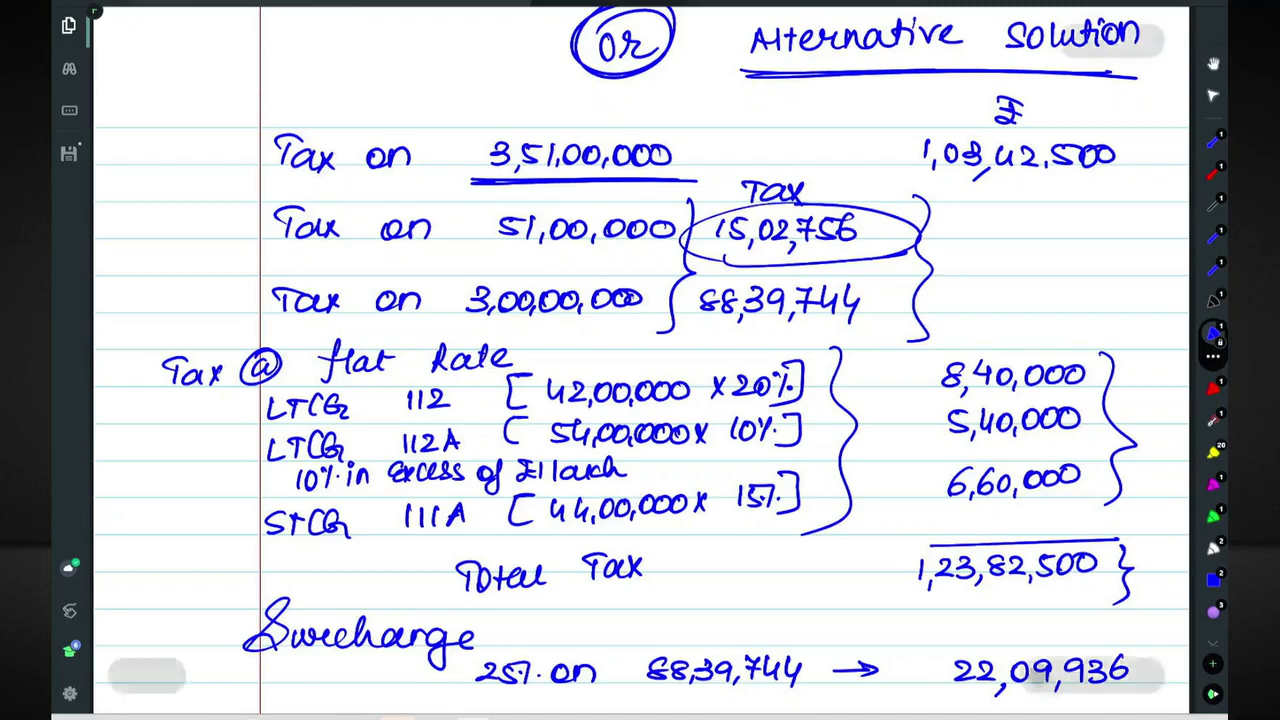 Or Alternative Solution
₹
Tax on 3,51,00,000 1,03,42,500
Tax
Tax on 51,00,000 15,02,756
Tax on 3,00,00,000 88,39,744
Tax @ flat Rate
LTCG 112 [ 42,00,000 x 20% ] 8,40,000
LTCG 112A [ 54,00,000 x 10% ] 5,40,000
10% in excess of ₹1 lakh
STCG 111A [ 44,00,000 x 15% ] 6,60,000
Total Tax 1,23,82,500
Surcharge
25% on 88,39,744 → 22,09,936